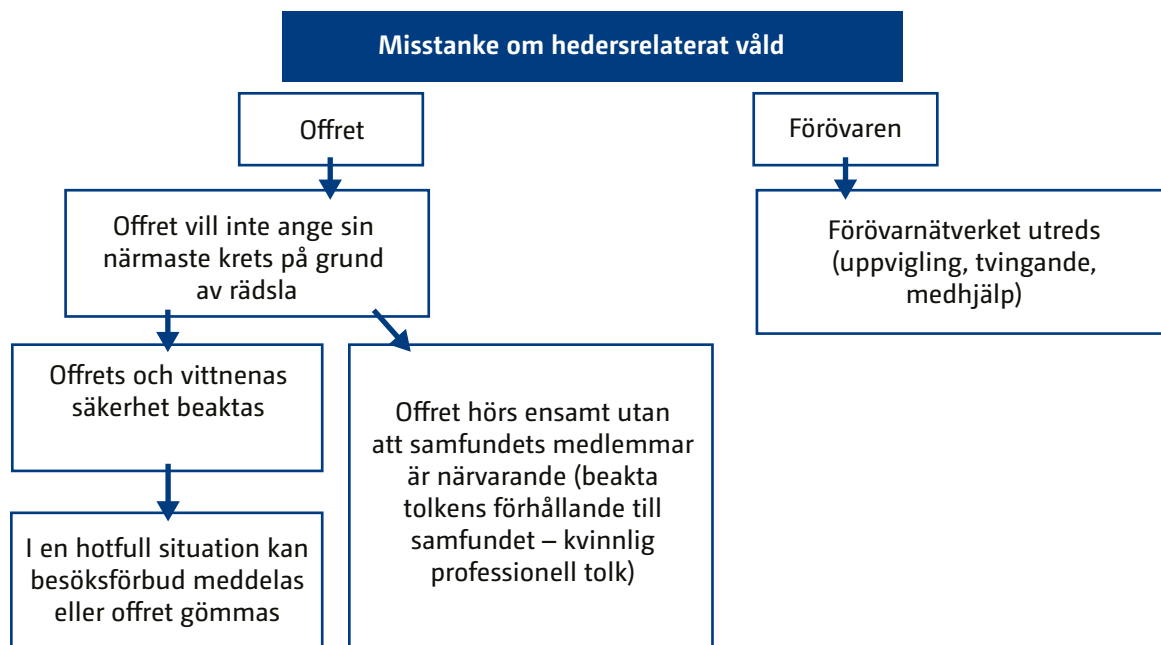 Misstanke om hedersrelaterat våld
Offret
Förövaren
Offret vill inte ange sin
närmaste krets på grund
av rädsla
Förövarnätverket utreds
(uppvigling, tvingande,
medhjälp)
Offrets och vittnenas
säkerhet beaktas
Offret hörs ensamt utan
att samfundets medlemmar
är närvarande (beakta
tolkens förhållande till
samfundet – kvinnlig
professionell tolk)
I en hotfull situation kan
besöksförbud meddelas
eller offret gömmas